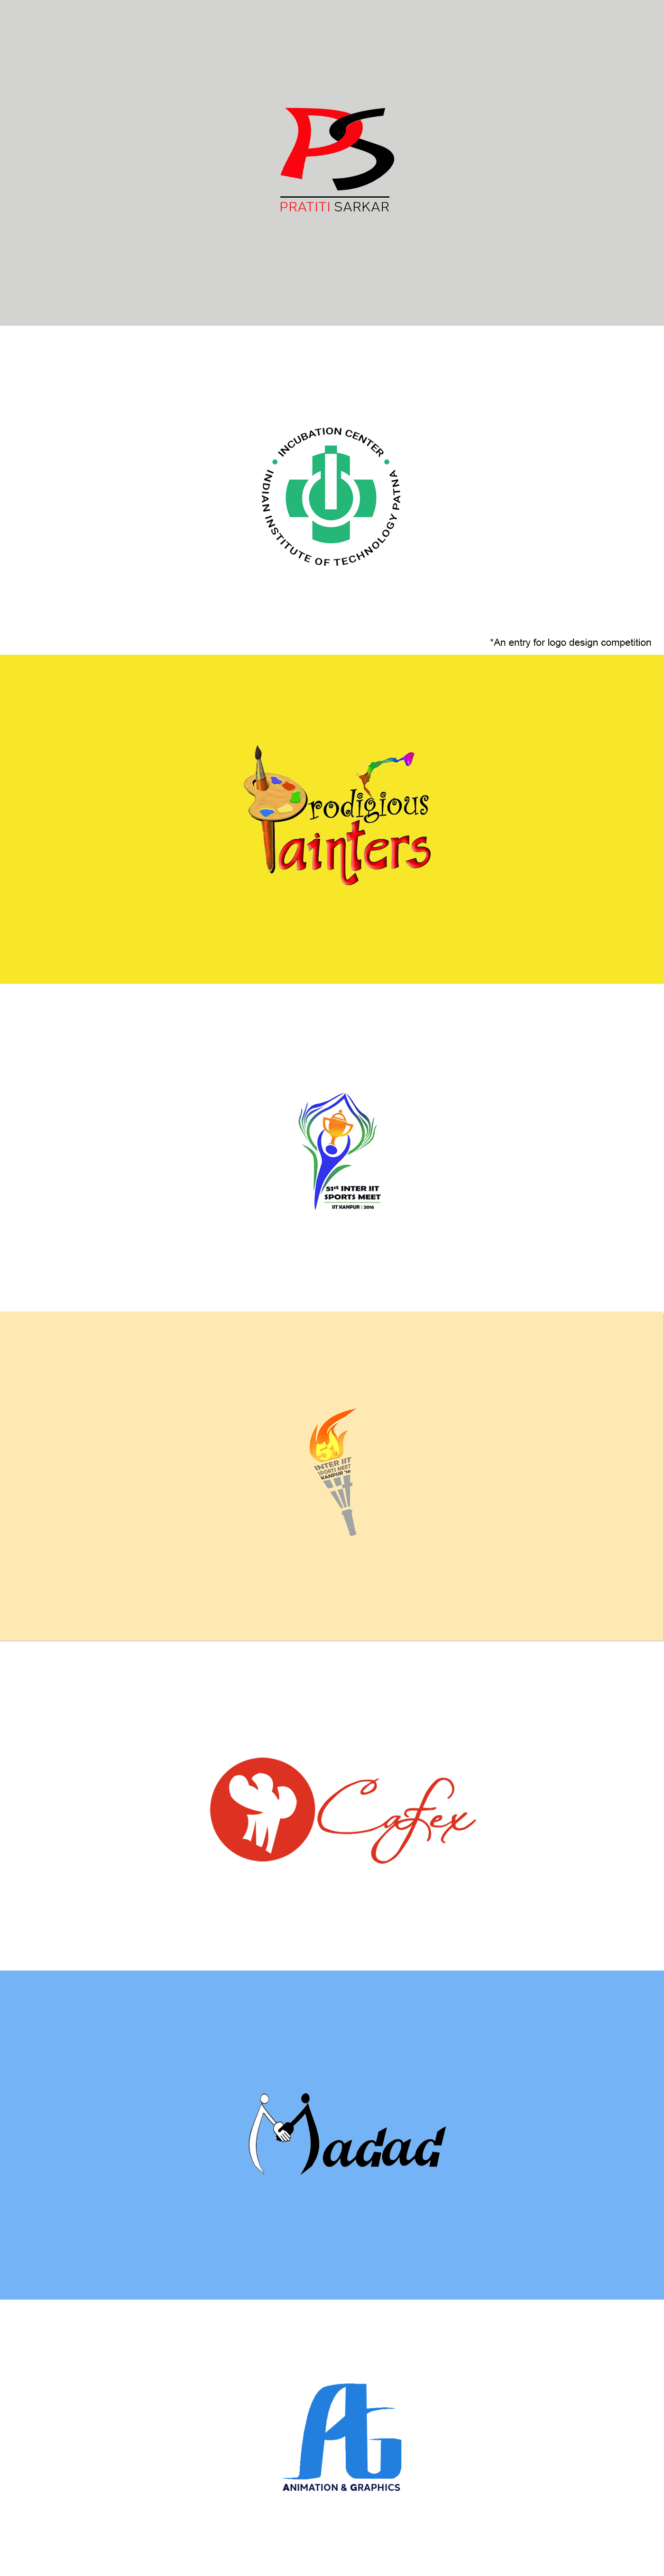 PS
PRATITI SARKAR
INCUBATION CENTER
INDIAN INSTITUTE OF TECHNOLOGY PATNA
*An entry for logo design competition
Prodigious
Painters
51st INTER IIT
SPORTS MEET
IIT KANPUR | 2016
51
INTER IIT
SPORTS MEET
KANPUR '16
Cafex
Madad
AG
ANIMATION & GRAPHICS